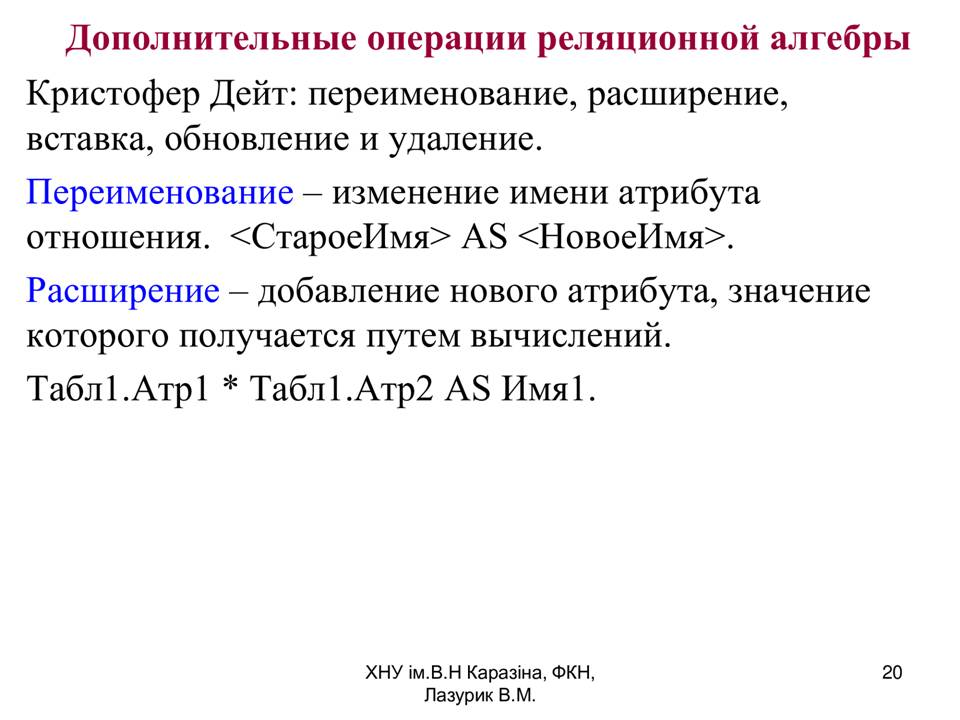 Дополнительные операции реляционной алгебры
Кристофер Дейт: переименование, расширение,
вставка, обновление и удаление.
Переименование – изменение имени атрибута
отношения.  <СтароеИмя> AS <НовоеИмя>.
Расширение – добавление нового атрибута, значение
которого получается путем вычислений.
Табл1.Атр1 * Табл1.Атр2 AS Имя1.
ХНУ ім.В.Н Каразіна, ФКН,
Лазурик В.М.
20